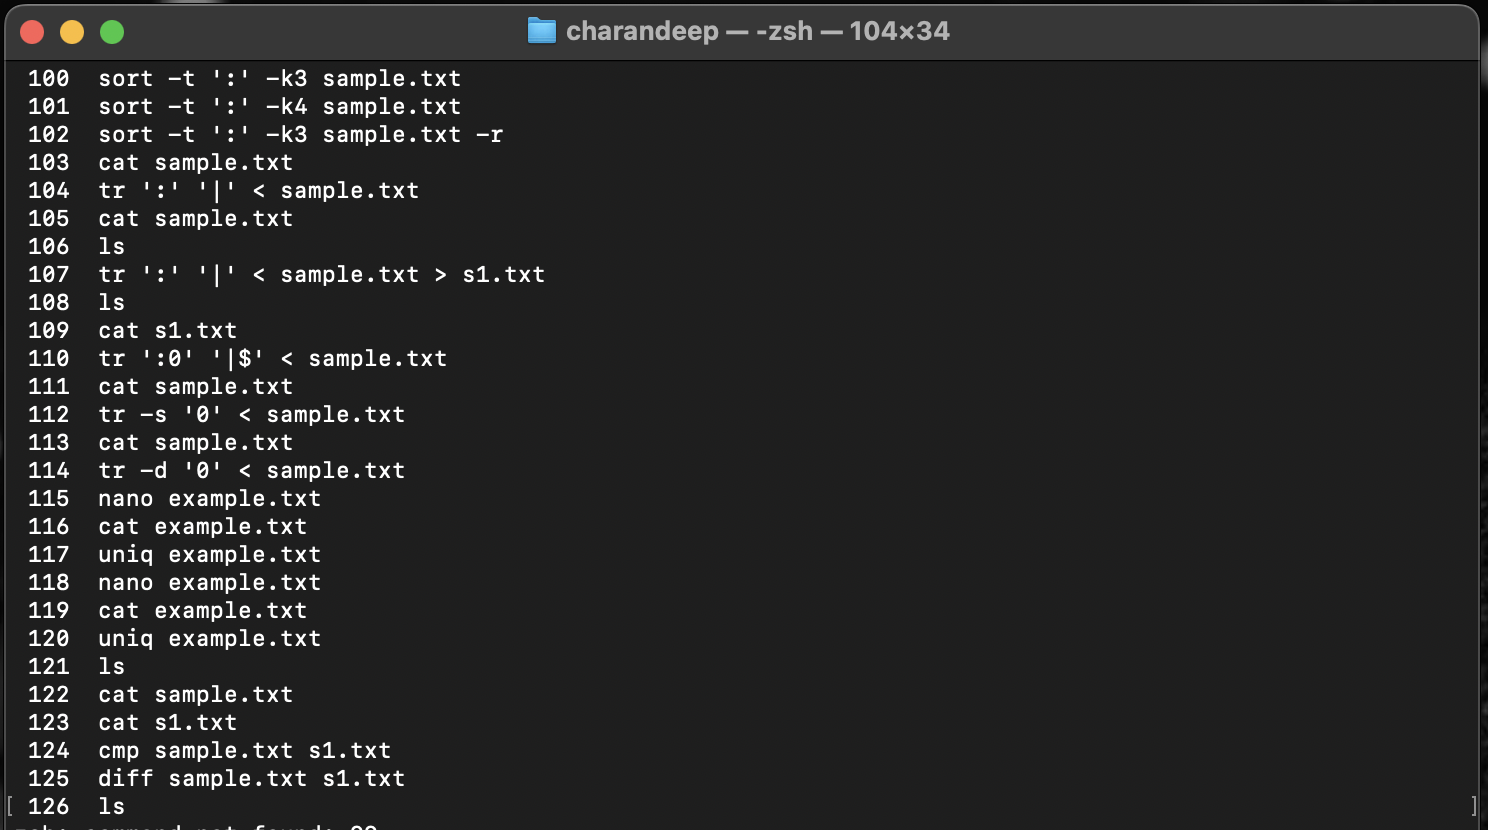 charandeep — -zsh — 104×34
100 sort -t ':' -k3 sample.txt
101 sort -t ':' -k4 sample.txt
102 sort -t ':' -k3 sample.txt -r
103 cat sample.txt
104 tr ':' '|' < sample.txt
105 cat sample.txt
106 ls
107 tr ':' '|' < sample.txt > s1.txt
108 ls
109 cat s1.txt
110 tr ':0' '|$' < sample.txt
111 cat sample.txt
112 tr -s '0' < sample.txt
113 cat sample.txt
114 tr -d '0' < sample.txt
115 nano example.txt
116 cat example.txt
117 uniq example.txt
118 nano example.txt
119 cat example.txt
120 uniq example.txt
121 ls
122 cat sample.txt
123 cat s1.txt
124 cmp sample.txt s1.txt
125 diff sample.txt s1.txt
[ 126 ls ]
zsh: command not found: